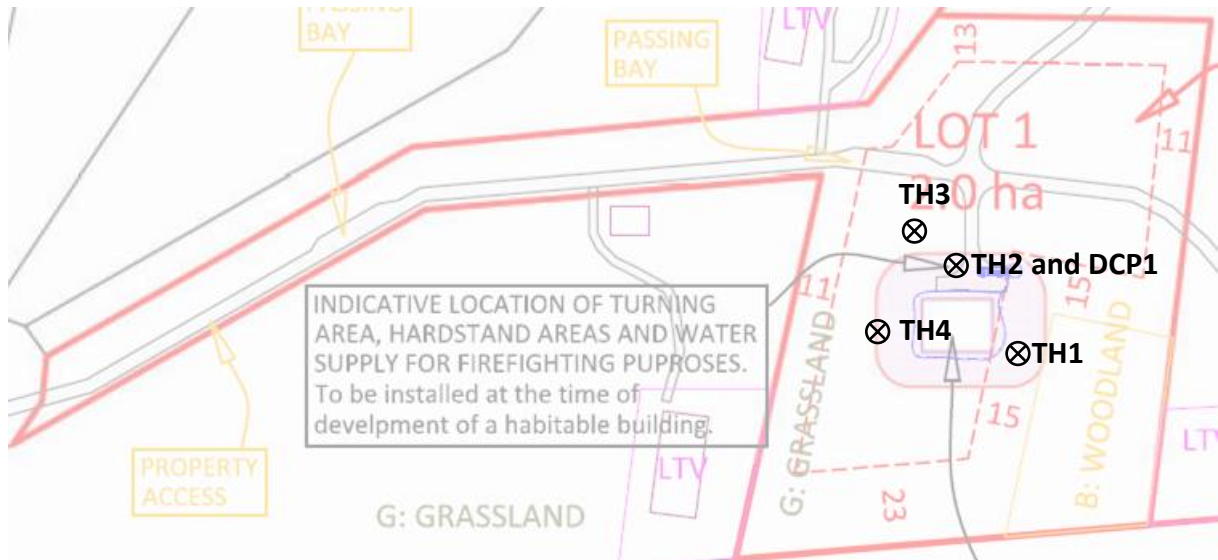 PASSING
BAY
PASSING
BAY
LTV
13
LOT 1
2.0 ha
11
TH3
TH2 and DCP1
11
15
TH4
TH1
INDICATIVE LOCATION OF TURNING
AREA, HARDSTAND AREAS AND WATER
SUPPLY FOR FIREFIGHTING PUPROSES.
To be installed at the time of
develpment of a habitable building.
G: GRASSLAND
15
B: WOODLAND
PROPERTY
ACCESS
LTV
G: GRASSLAND
23
LTV